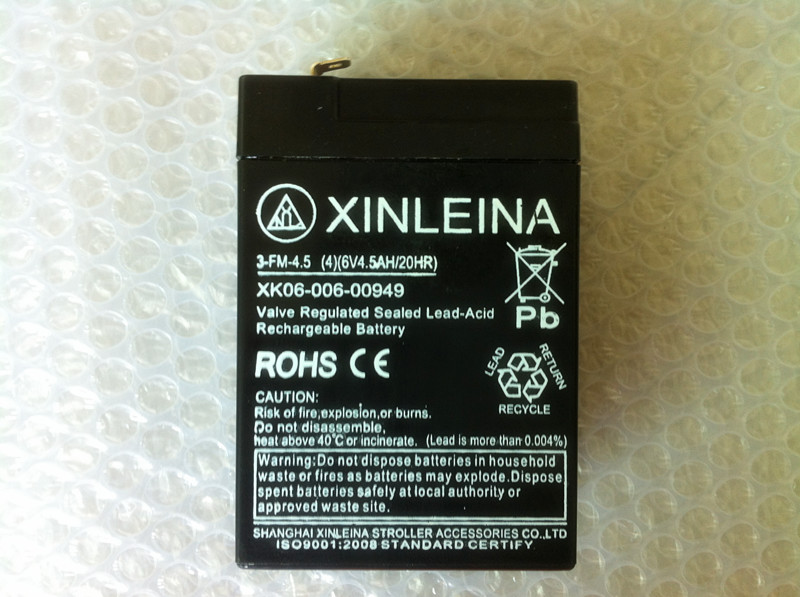 XINLEINA
3-FM-4.5 (4)(6V4.5AH/20HR)
XK06-006-00949
Valve Regulated Sealed Lead-Acid
Rechargeable Battery
Pb
ROHS CE
LEAD RETURN
RECYCLE
CAUTION:
Risk of fire,explosion,or burns.
Do not disassemble,
heat above 40°C or incinerate. (Lead is more than 0.004%)
Warning:Do not dispose batteries in household
waste or fires as batteries may explode.Dispose
spent batteries safely at local authority or
approved waste site.
SHANGHAI XINLEINA STROLLER ACCESSORIES CO.,LTD
ISO9001:2008 STANDARD CERTIFY